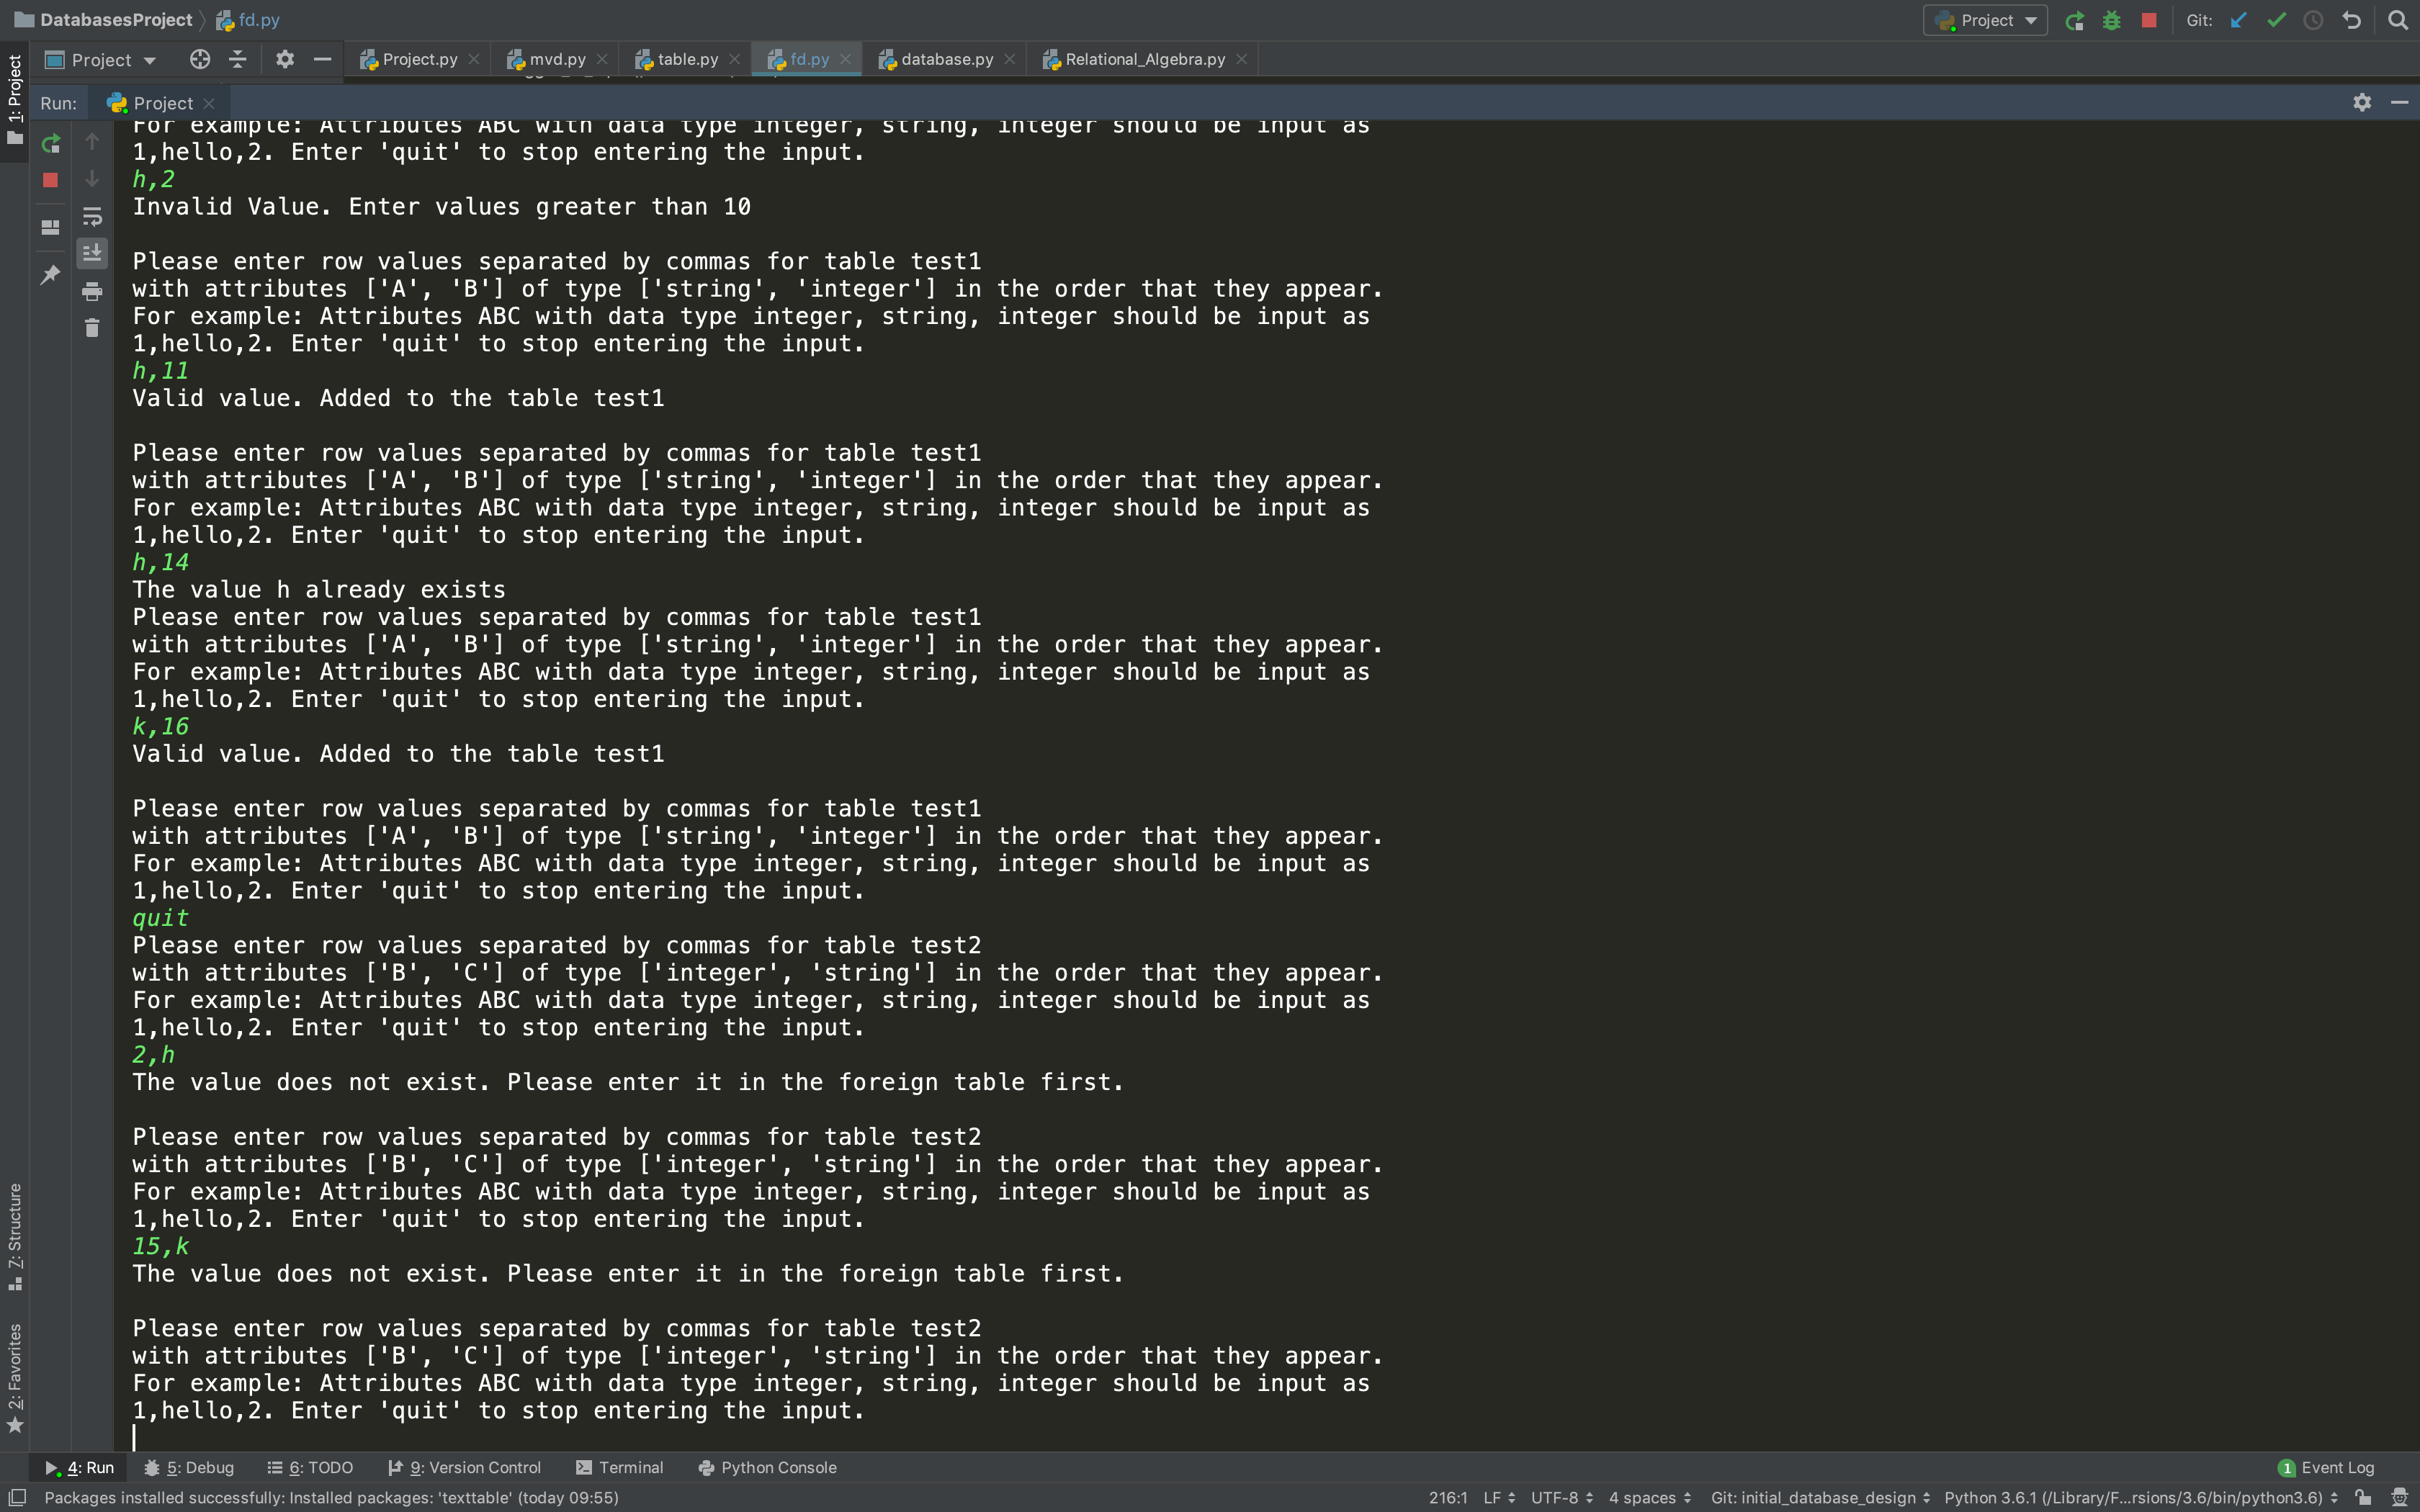 DatabasesProject fd.py Project Git:
Project Project.py mvd.py table.py fd.py database.py Relational_Algebra.py
1: Project
Run: Project
For example: Attributes ABC with data type integer, string, integer should be input as
1,hello,2. Enter 'quit' to stop entering the input.
h,2
Invalid Value. Enter values greater than 10
Please enter row values separated by commas for table test1
with attributes ['A', 'B'] of type ['string', 'integer'] in the order that they appear.
For example: Attributes ABC with data type integer, string, integer should be input as
1,hello,2. Enter 'quit' to stop entering the input.
h,11
Valid value. Added to the table test1
Please enter row values separated by commas for table test1
with attributes ['A', 'B'] of type ['string', 'integer'] in the order that they appear.
For example: Attributes ABC with data type integer, string, integer should be input as
1,hello,2. Enter 'quit' to stop entering the input.
h,14
The value h already exists
Please enter row values separated by commas for table test1
with attributes ['A', 'B'] of type ['string', 'integer'] in the order that they appear.
For example: Attributes ABC with data type integer, string, integer should be input as
1,hello,2. Enter 'quit' to stop entering the input.
k,16
Valid value. Added to the table test1
Please enter row values separated by commas for table test1
with attributes ['A', 'B'] of type ['string', 'integer'] in the order that they appear.
For example: Attributes ABC with data type integer, string, integer should be input as
1,hello,2. Enter 'quit' to stop entering the input.
quit
Please enter row values separated by commas for table test2
with attributes ['B', 'C'] of type ['integer', 'string'] in the order that they appear.
For example: Attributes ABC with data type integer, string, integer should be input as
1,hello,2. Enter 'quit' to stop entering the input.
2,h
The value does not exist. Please enter it in the foreign table first.
Please enter row values separated by commas for table test2
with attributes ['B', 'C'] of type ['integer', 'string'] in the order that they appear.
For example: Attributes ABC with data type integer, string, integer should be input as
1,hello,2. Enter 'quit' to stop entering the input.
15,k
The value does not exist. Please enter it in the foreign table first.
Please enter row values separated by commas for table test2
with attributes ['B', 'C'] of type ['integer', 'string'] in the order that they appear.
For example: Attributes ABC with data type integer, string, integer should be input as
1,hello,2. Enter 'quit' to stop entering the input.
7: Structure
2: Favorites
4: Run 5: Debug 6: TODO 9: Version Control Terminal Python Console 1 Event Log
Packages installed successfully: Installed packages: 'texttable' (today 09:55) 216:1 LF UTF-8 4 spaces Git: initial_database_design Python 3.6.1 (/Library/F...rsions/3.6/bin/python3.6)